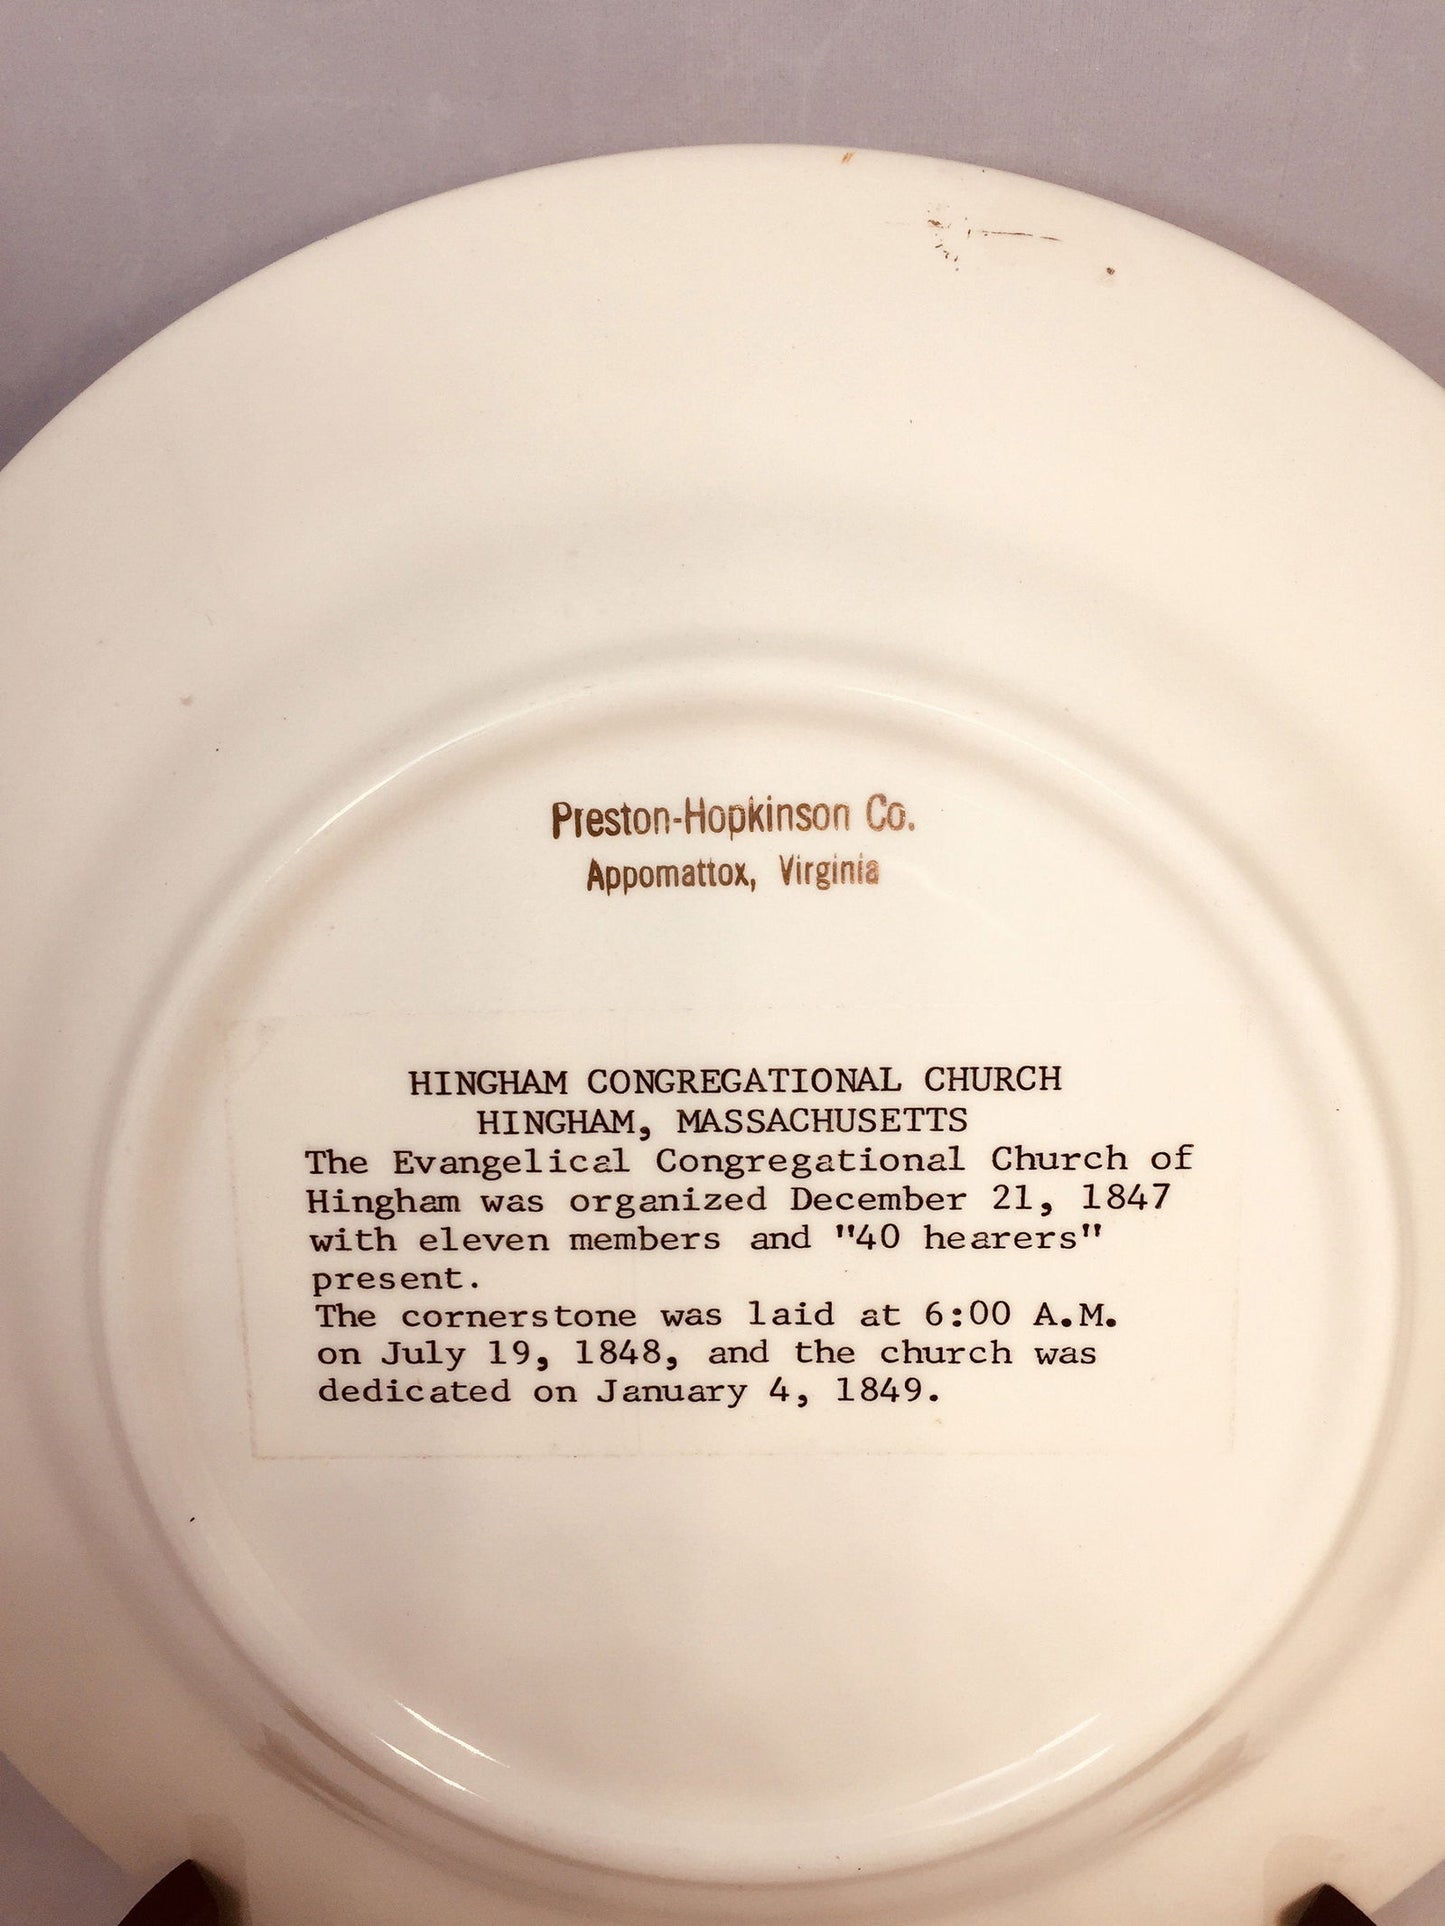 Preston-Hopkinson Co.
Appomattox, Virginia
HINGHAM CONGREGATIONAL CHURCH
HINGHAM, MASSACHUSETTS
The Evangelical Congregational Church of
Hingham was organized December 21, 1847
with eleven members and "40 hearers"
present.
The cornerstone was laid at 6:00 A.M.
on July 19, 1848, and the church was
dedicated on January 4, 1849.